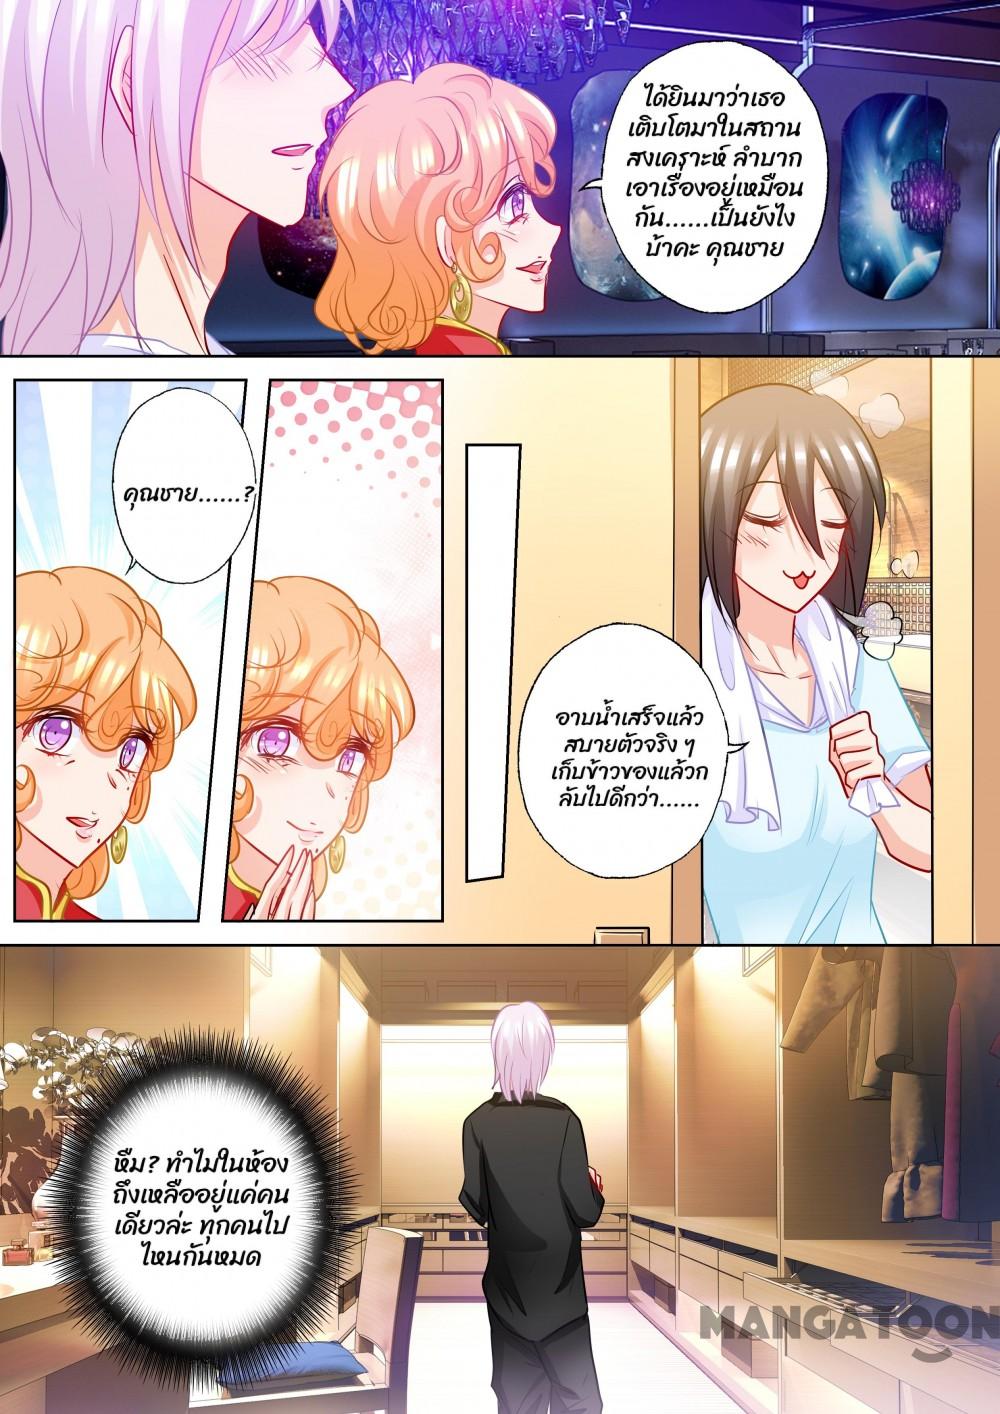 ได้ยินมาว่าเธอ
เติบโตมาในสถาน
สงเคราะห์ ลำบาก
เอาเรื่องอยู่เหมือน
กัน......เป็นยังไง
บ้าคะ คุณชาย
คุณชาย......?
อาบน้ำเสร็จแล้ว
สบายตัวจริง ๆ
เก็บข้าวของแล้วก
ลับไปดีกว่า......
หืม? ทำไมในห้อง
ถึงเหลืออยู่แค่คน
เดียวล่ะ ทุกคนไป
ไหนกันหมด
MANGATOON